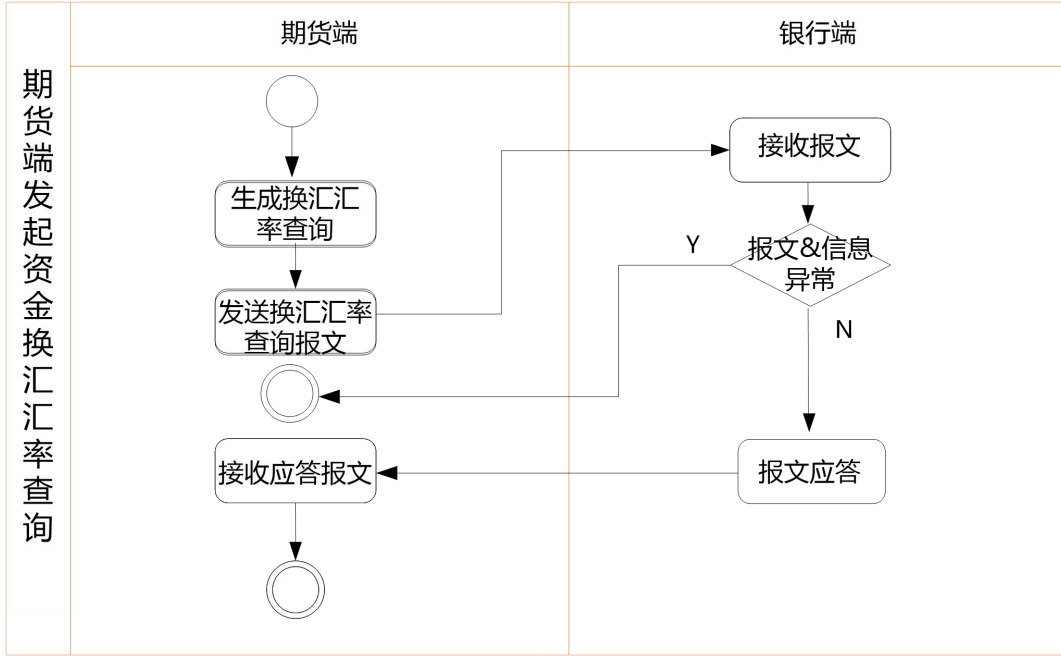 期货端发起资金换汇汇率查询
期货端
银行端
生成换汇汇
率查询
发送换汇汇率
查询报文
接收报文
报文&信息
异常
Y
N
接收应答报文
报文应答